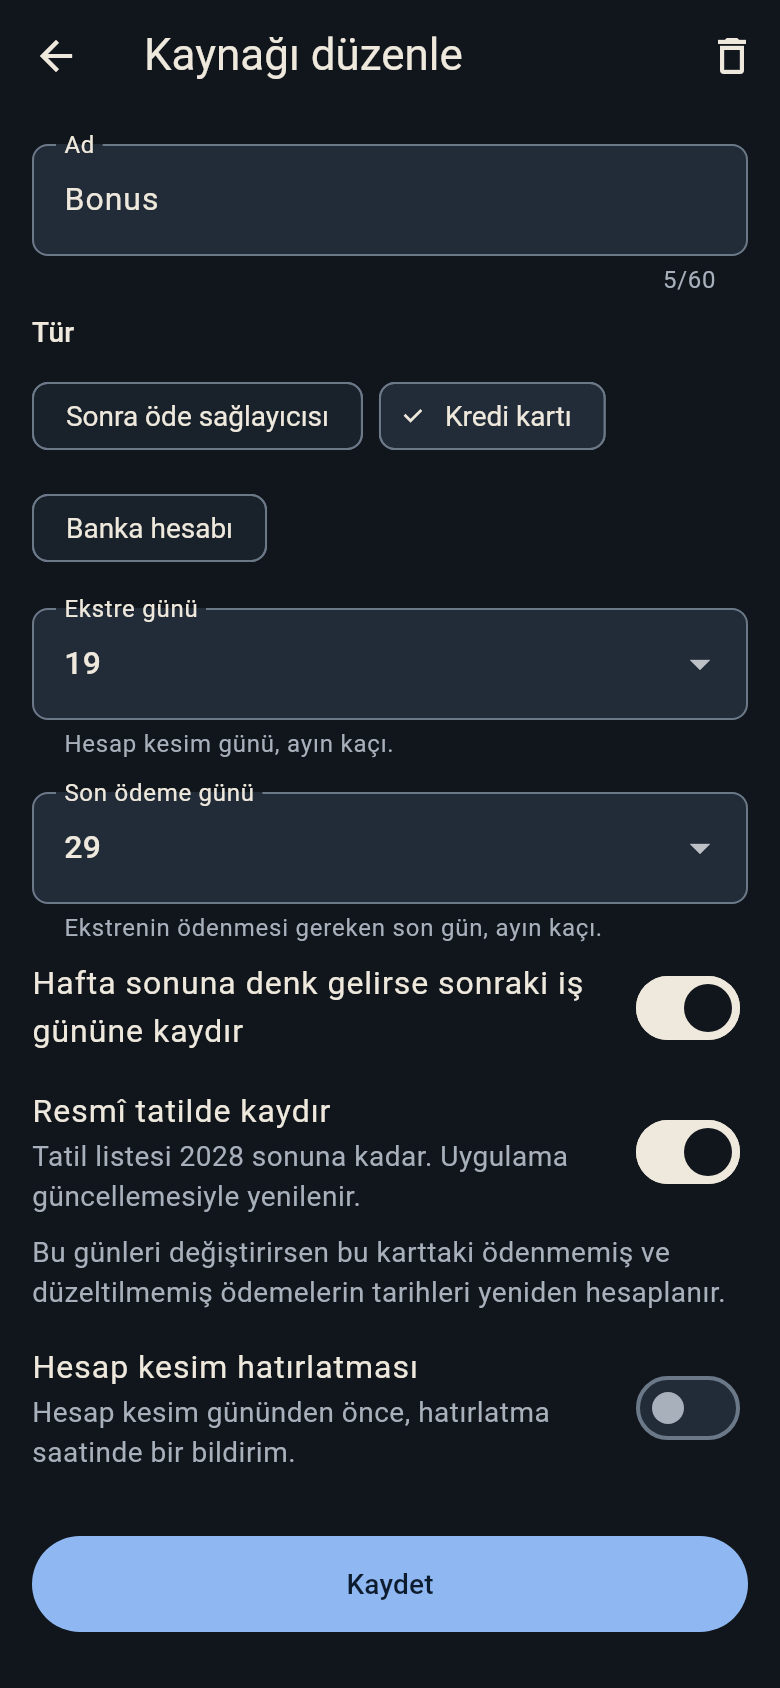 Kaynağı düzenle
Ad
Bonus
5/60
Tür
Sonra öde sağlayıcısı
Kredi kartı
Banka hesabı
Ekstre günü
19
Hesap kesim günü, ayın kaçı.
Son ödeme günü
29
Ekstrenin ödenmesi gereken son gün, ayın kaçı.
Hafta sonuna denk gelirse sonraki iş
gününe kaydır
Resmî tatilde kaydır
Tatil listesi 2028 sonuna kadar. Uygulama
güncellemesiyle yenilenir.
Bu günleri değiştirirsen bu karttaki ödenmemiş ve
düzeltilmemiş ödemelerin tarihleri yeniden hesaplanır.
Hesap kesim hatırlatması
Hesap kesim gününden önce, hatırlatma
saatinde bir bildirim.
Kaydet